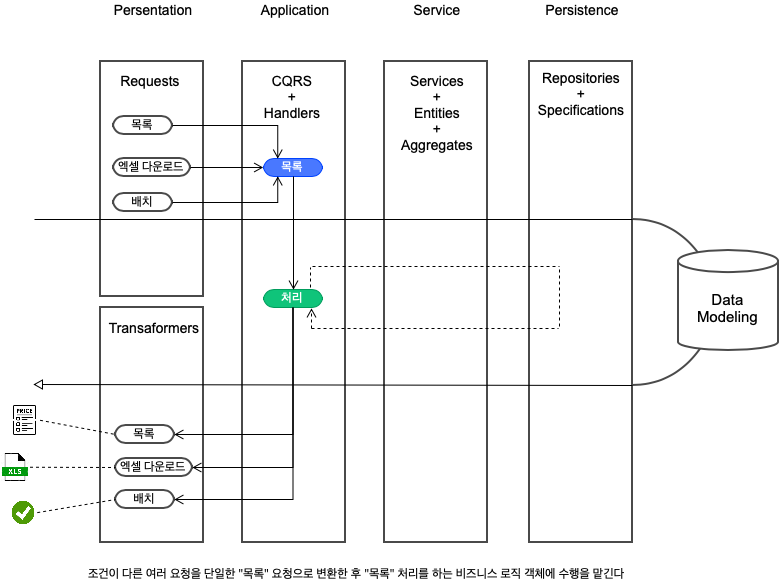 Persentation
Application
Service
Persistence
Requests
CQRS
+
Handlers
Services
+
Entities
+
Aggregates
Repositories
+
Specifications
목록
엑셀 다운로드
목록
배치
처리
Data
Modeling
Transaformers
PRICE
목록
XLS
엑셀 다운로드
배치
조건이 다른 여러 요청을 단일한 "목록" 요청으로 변환한 후 "목록" 처리를 하는 비즈니스 로직 객체에 수행을 맡긴다